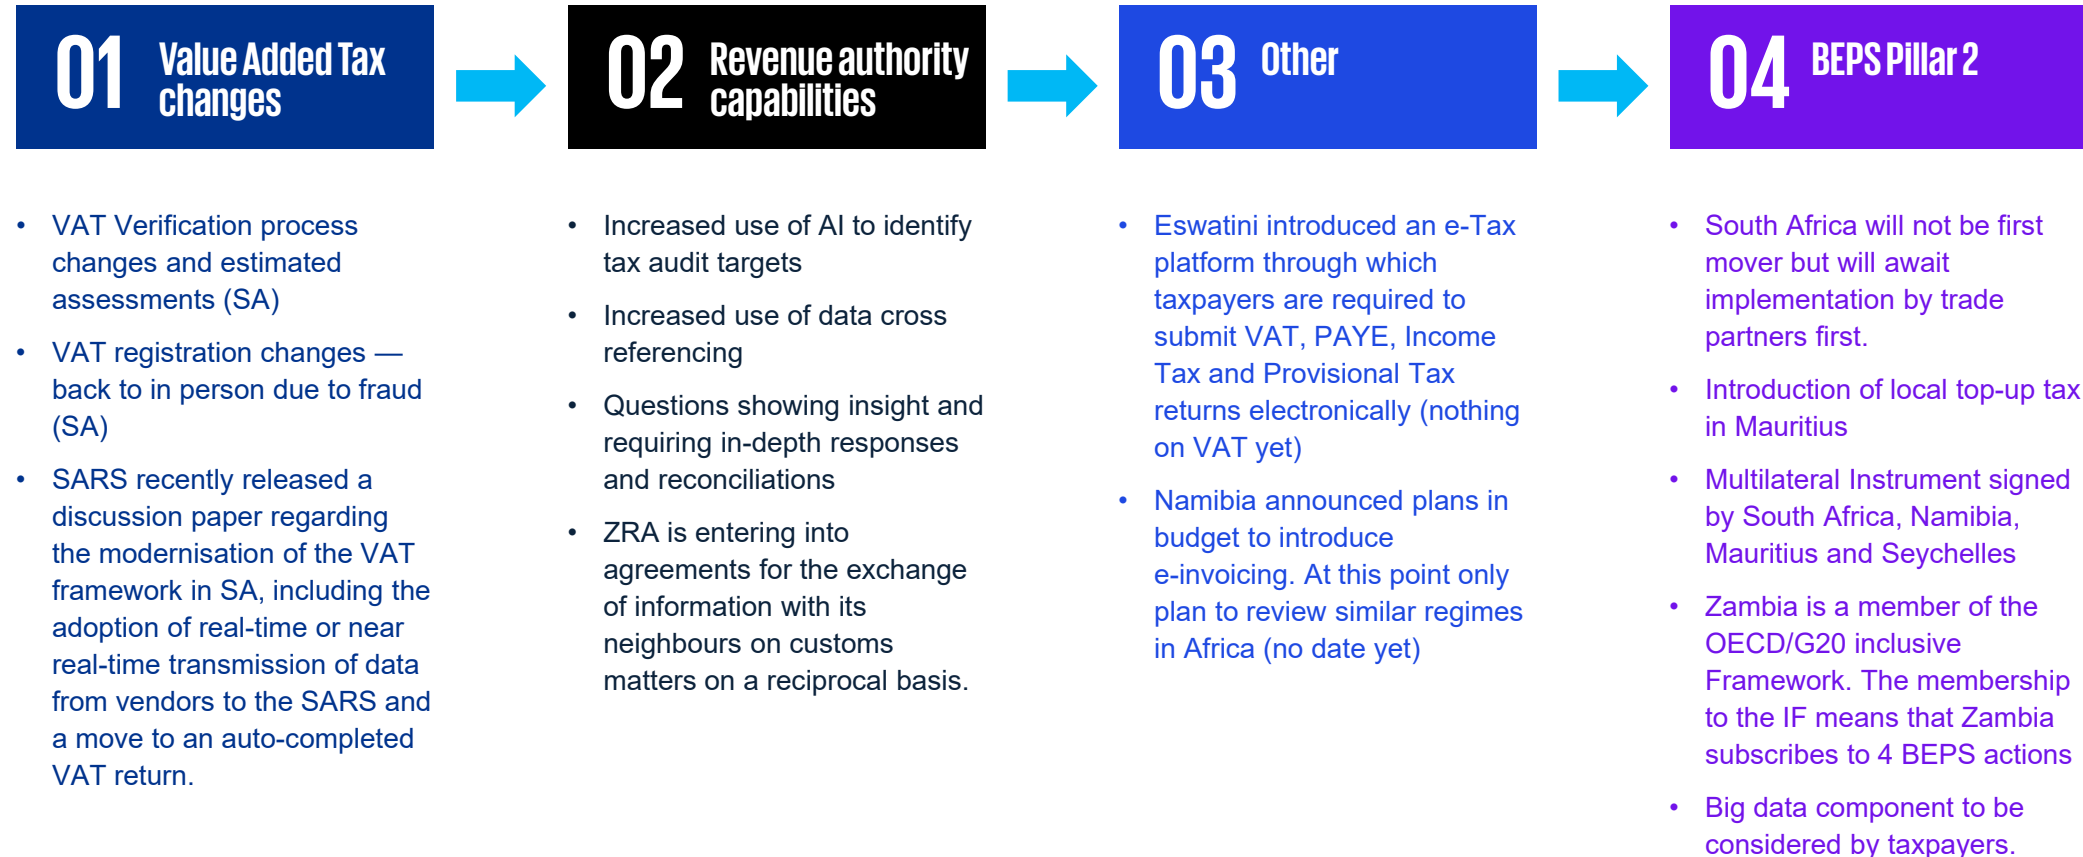 01 Value Added Tax
changes
• VAT Verification process
changes and estimated
assessments (SA)
• VAT registration changes —
back to in person due to fraud
(SA)
• SARS recently released a
discussion paper regarding
the modernisation of the VAT
framework in SA, including the
adoption of real-time or near
real-time transmission of data
from vendors to the SARS and
a move to an auto-completed
VAT return.
02 Revenue authority
capabilities
• Increased use of AI to identify
tax audit targets
• Increased use of data cross
referencing
• Questions showing insight and
requiring in-depth responses
and reconciliations
• ZRA is entering into
agreements for the exchange
of information with its
neighbours on customs
matters on a reciprocal basis.
03 Other
• Eswatini introduced an e-Tax
platform through which
taxpayers are required to
submit VAT, PAYE, Income
Tax and Provisional Tax
returns electronically (nothing
on VAT yet)
• Namibia announced plans in
budget to introduce
e-invoicing. At this point only
plan to review similar regimes
in Africa (no date yet)
04 BEPS Pillar 2
• South Africa will not be first
mover but will await
implementation by trade
partners first.
• Introduction of local top-up tax
in Mauritius
• Multilateral Instrument signed
by South Africa, Namibia,
Mauritius and Seychelles
• Zambia is a member of the
OECD/G20 inclusive
Framework. The membership
to the IF means that Zambia
subscribes to 4 BEPS actions
• Big data component to be
considered by taxpayers.